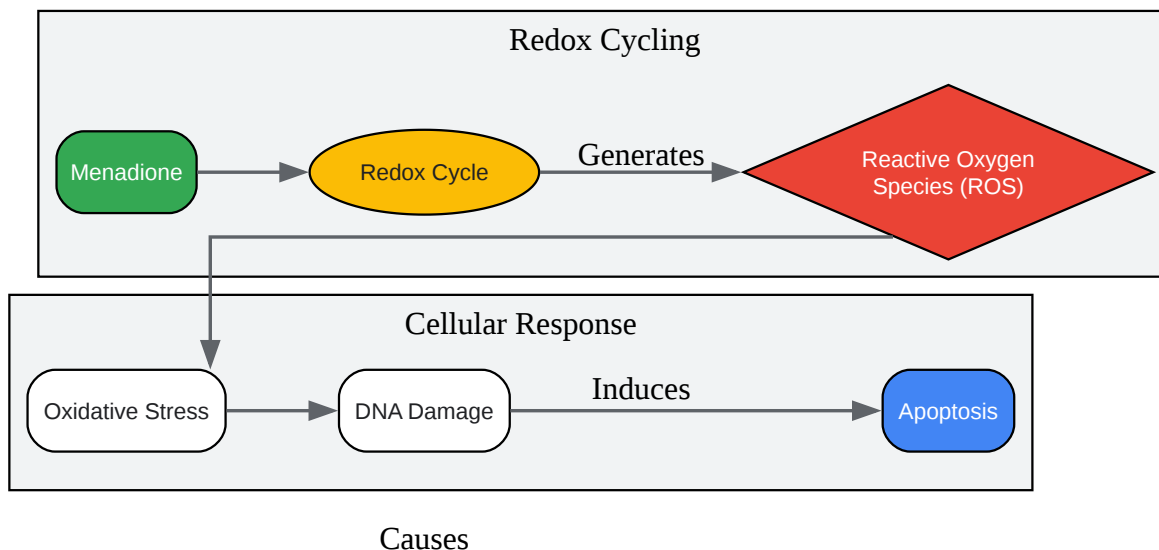 Redox Cycling
Menadione
Redox Cycle
Generates
Reactive Oxygen
Species (ROS)
Cellular Response
Oxidative Stress
DNA Damage
Induces
Apoptosis
Causes